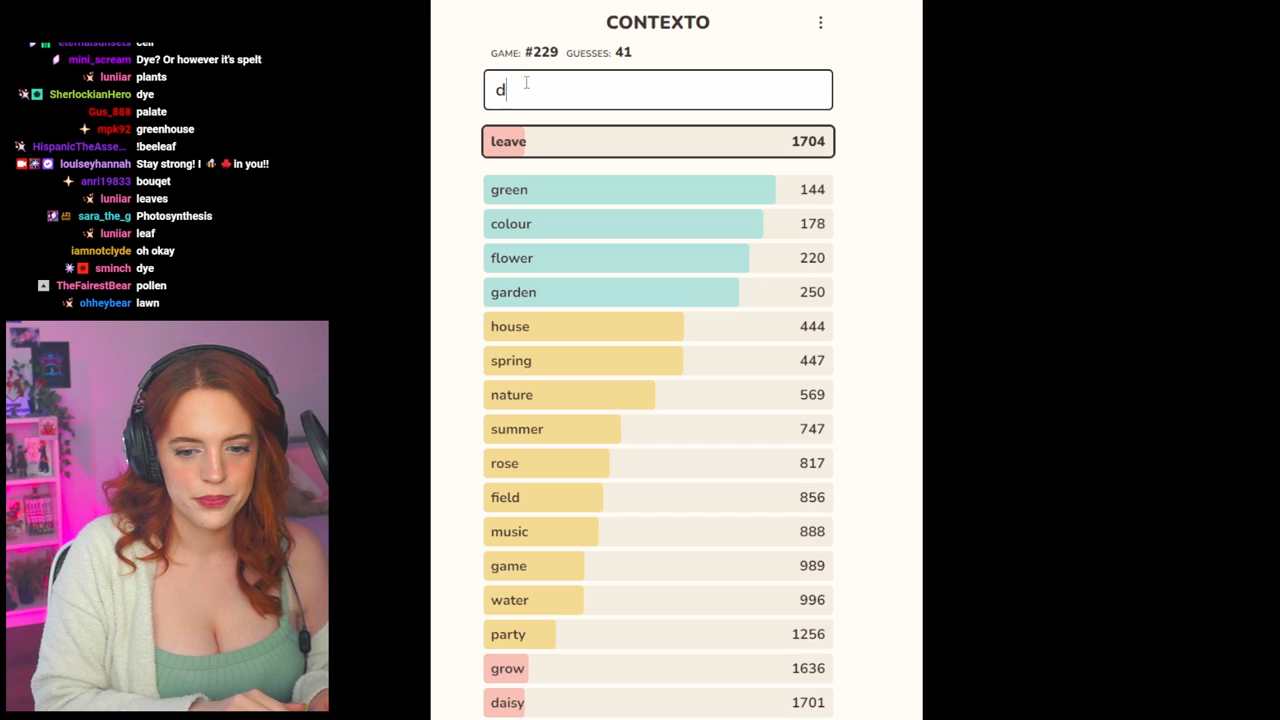 eternalsunsets cell
mini_scream Dye? Or however it's spelt
luniiar plants
SherlockianHero dye
Gus_888 palate
mpk92 greenhouse
HispanicTheAsse... !beeleaf
louiseyhannah Stay strong! I in you!!
anri19833 bouqet
luniiar leaves
sara_the_g Photosynthesis
luniiar leaf
iamnotclyde oh okay
sminch dye
TheFairestBear pollen
ohheybear lawn
CONTEXTO
GAME: #229 GUESSES: 41
d
leave 1704
green 144
colour 178
flower 220
garden 250
house 444
spring 447
nature 569
summer 747
rose 817
field 856
music 888
game 989
water 996
party 1256
grow 1636
daisy 1701